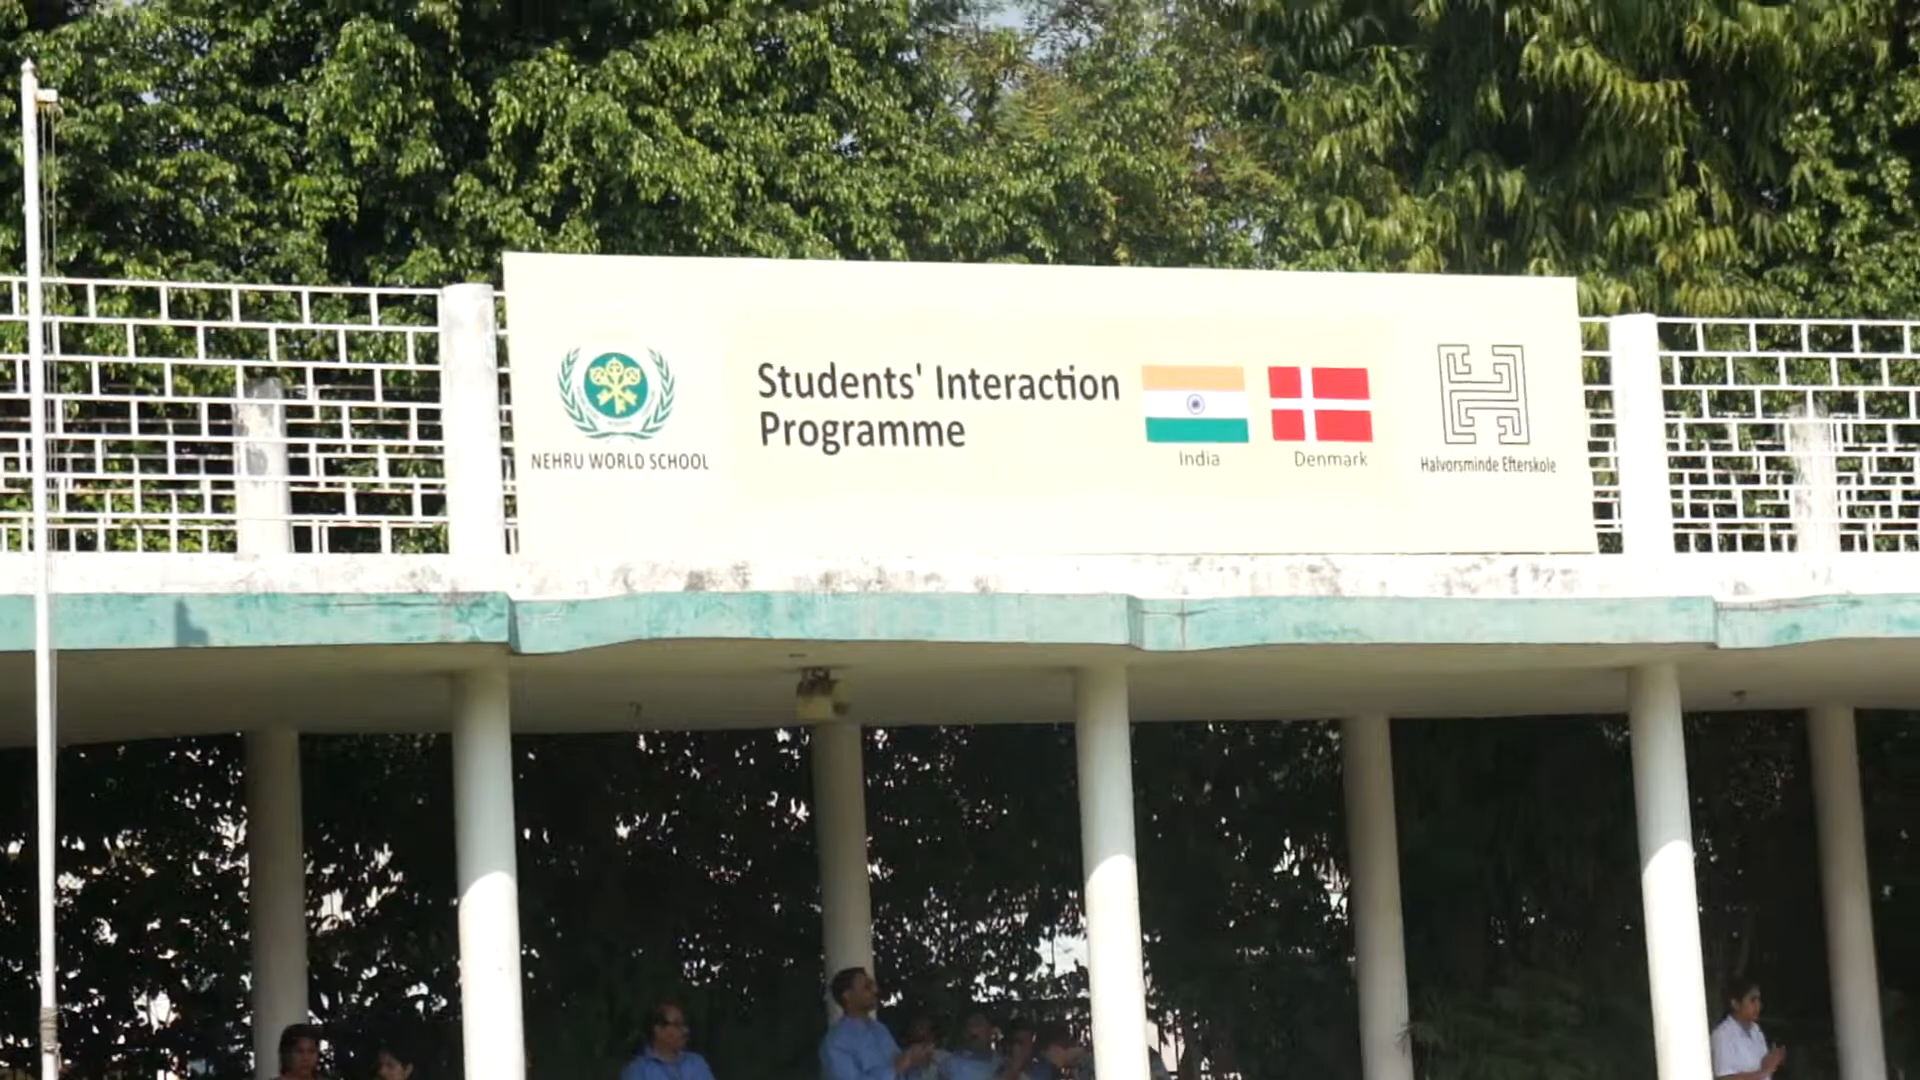 NEHRU WORLD SCHOOL
Students' Interaction
Programme
India
Denmark
Halvorsminde Efterskole